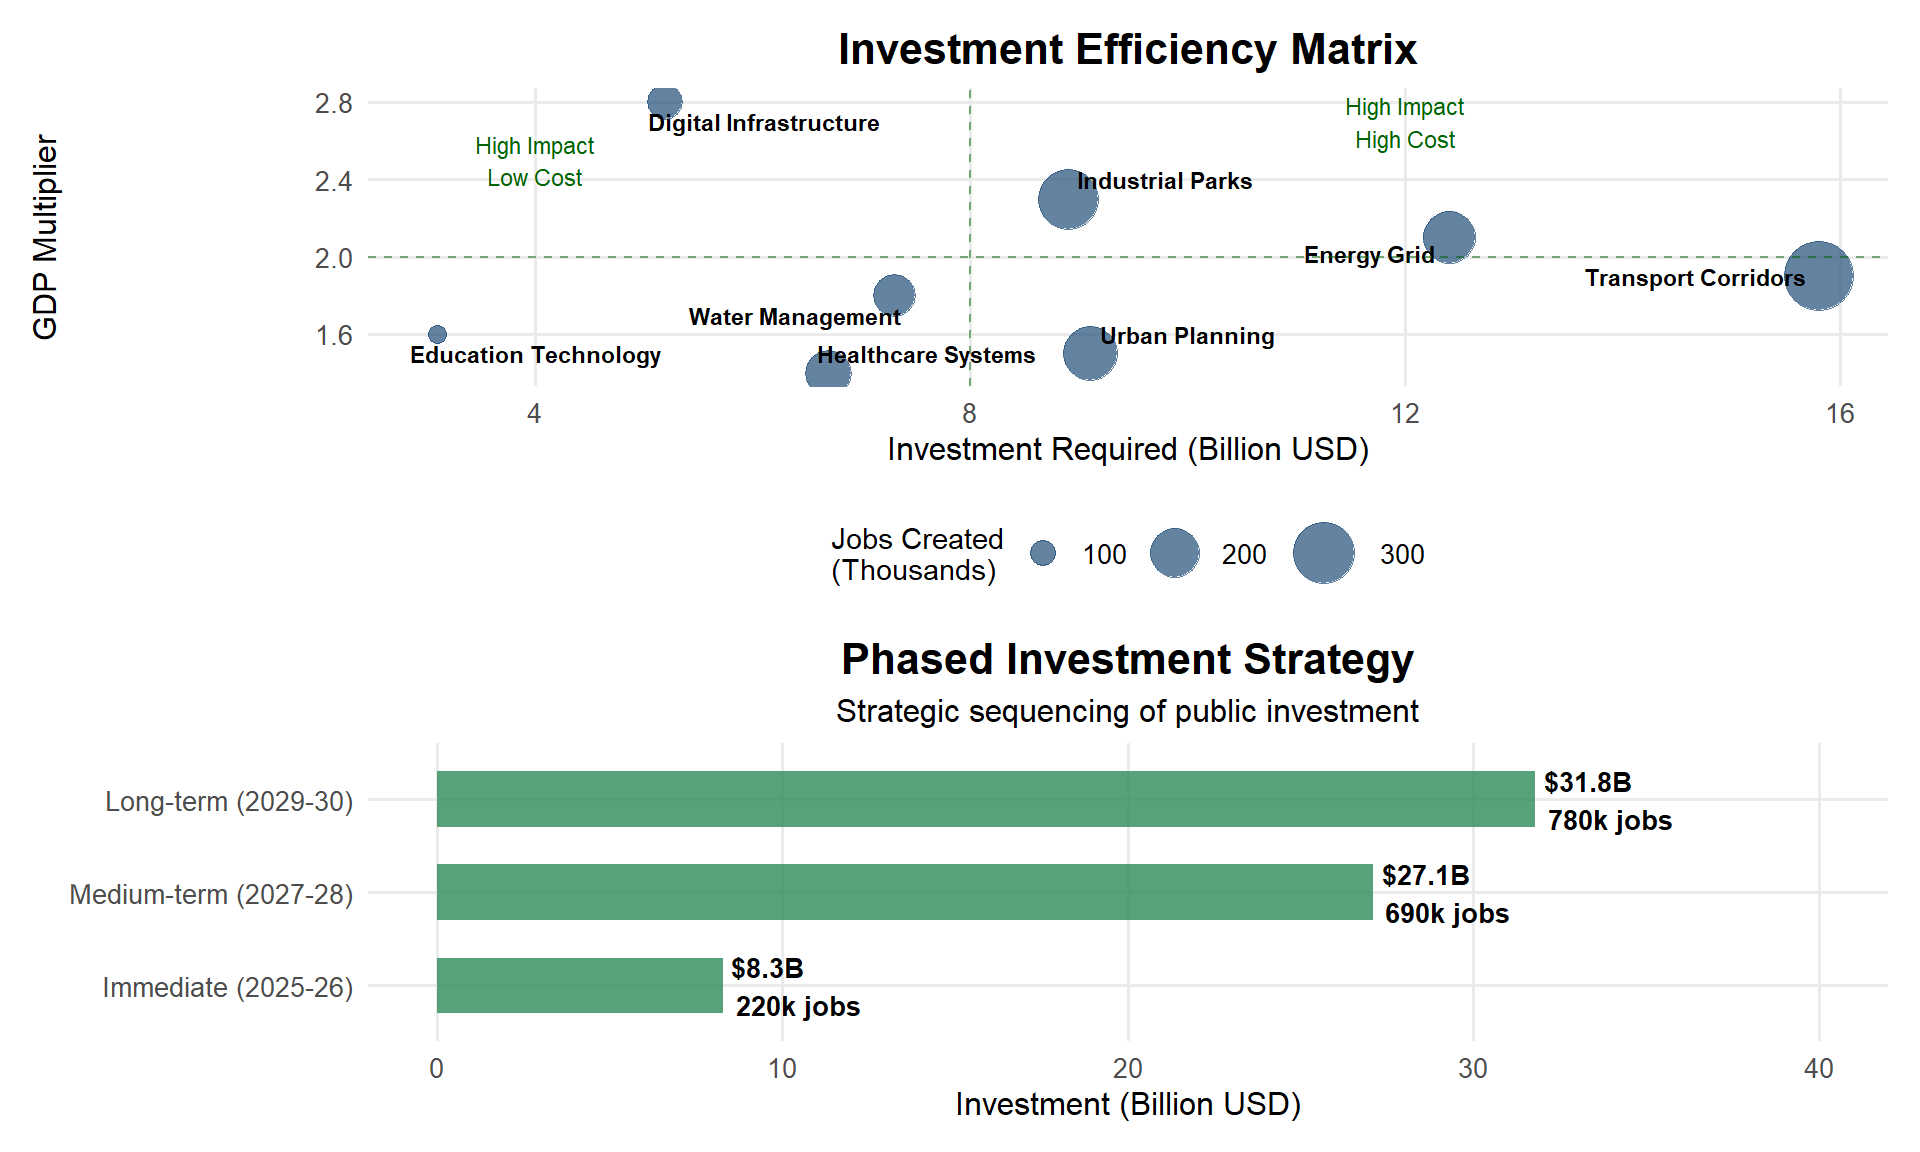 Investment Efficiency Matrix
GDP Multiplier
2.8
2.4
2.0
1.6
Digital Infrastructure
High Impact
Low Cost
High Impact
High Cost
Industrial Parks
Energy Grid
Transport Corridors
Water Management
Urban Planning
Education Technology
Healthcare Systems
4
8
12
16
Investment Required (Billion USD)
Jobs Created
(Thousands)
100
200
300
Phased Investment Strategy
Strategic sequencing of public investment
Long-term (2029-30)
$31.8B
780k jobs
Medium-term (2027-28)
$27.1B
690k jobs
Immediate (2025-26)
$8.3B
220k jobs
0
10
20
30
40
Investment (Billion USD)